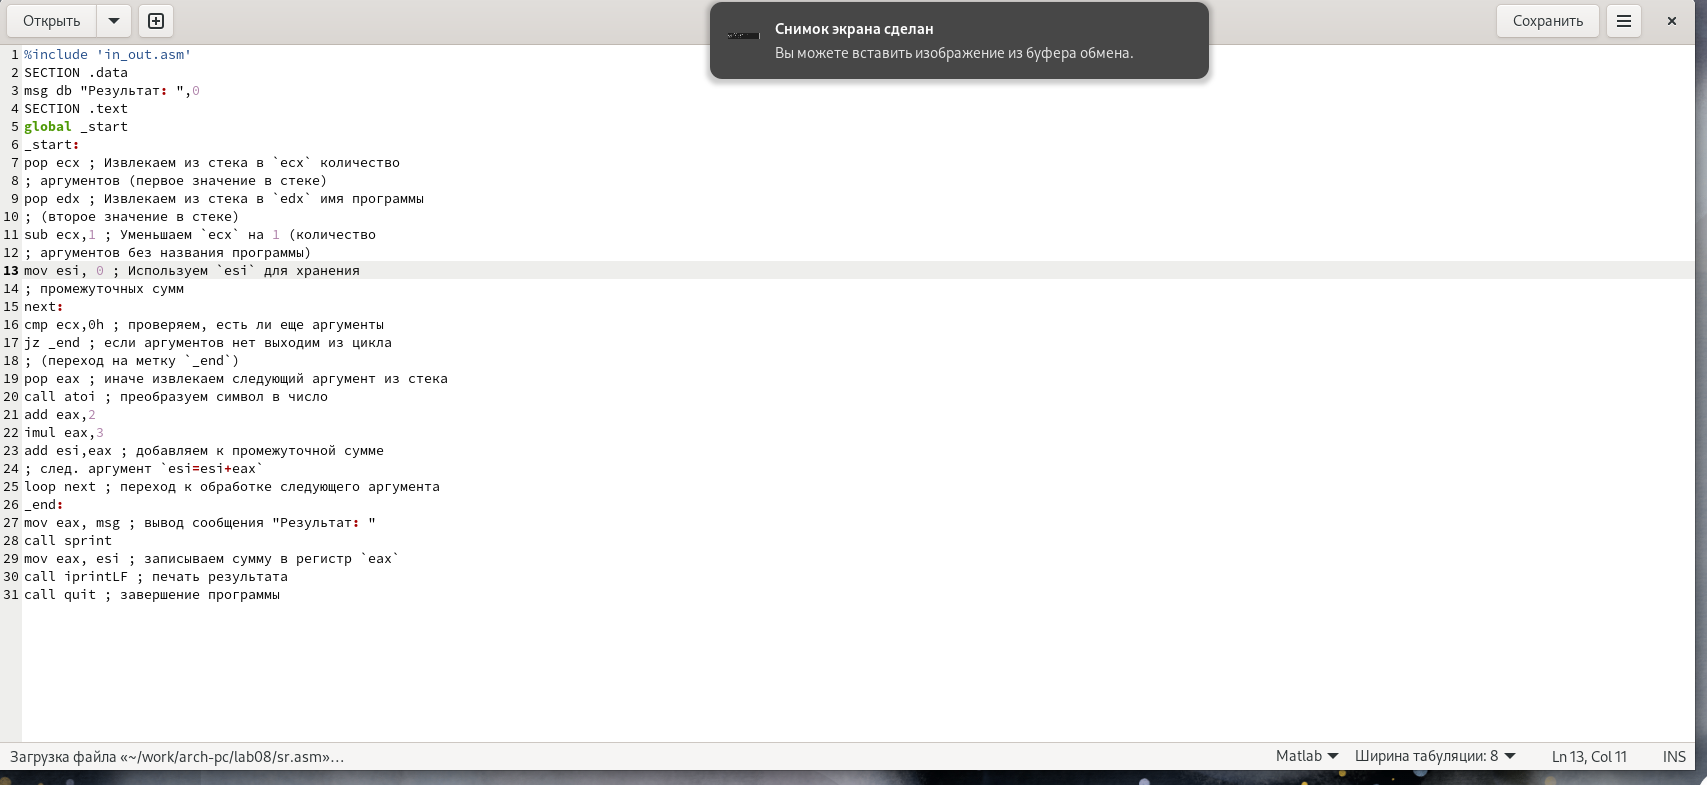 Открыть
Снимок экрана сделан
Вы можете вставить изображение из буфера обмена.
Сохранить
1 %include 'in_out.asm'
2 SECTION .data
3 msg db "Результат: ",0
4 SECTION .text
5 global _start
6 _start:
7 pop ecx ; Извлекаем из стека в `ecx` количество
8 ; аргументов (первое значение в стеке)
9 pop edx ; Извлекаем из стека в `edx` имя программы
10 ; (второе значение в стеке)
11 sub ecx,1 ; Уменьшаем `ecx` на 1 (количество
12 ; аргументов без названия программы)
13 mov esi, 0 ; Используем `esi` для хранения
14 ; промежуточных сумм
15 next:
16 cmp ecx,0h ; проверяем, есть ли еще аргументы
17 jz _end ; если аргументов нет выходим из цикла
18 ; (переход на метку `_end`)
19 pop eax ; иначе извлекаем следующий аргумент из стека
20 call atoi ; преобразуем символ в число
21 add eax,2
22 imul eax,3
23 add esi,eax ; добавляем к промежуточной сумме
24 ; след. аргумент `esi=esi+eax`
25 loop next ; переход к обработке следующего аргумента
26 _end:
27 mov eax, msg ; вывод сообщения "Результат: "
28 call sprint
29 mov eax, esi ; записываем сумму в регистр `eax`
30 call iprintLF ; печать результата
31 call quit ; завершение программы
Загрузка файла «~/work/arch-pc/lab08/sr.asm»… Matlab Ширина табуляции: 8 Ln 13, Col 11 INS